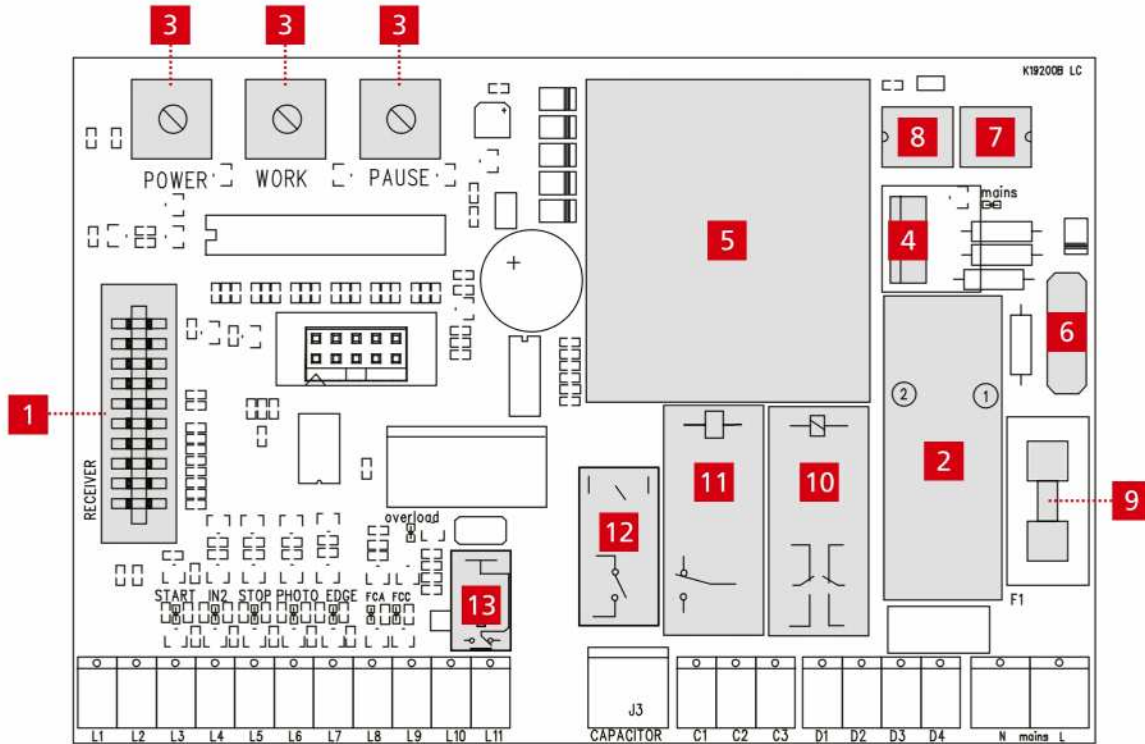 3 3 3
K19200B LC
8 7
POWER WORK PAUSE
mains
4
5
+
6
1
2 1
2
11 10
9
RECEIVER
12
overload
START IN2 STOP PHOTO EDGE FCA FCC
13
F1
J3
L1 L2 L3 L4 L5 L6 L7 L8 L9 L10 L11 CAPACITOR C1 C2 C3 D1 D2 D3 D4 N mains L